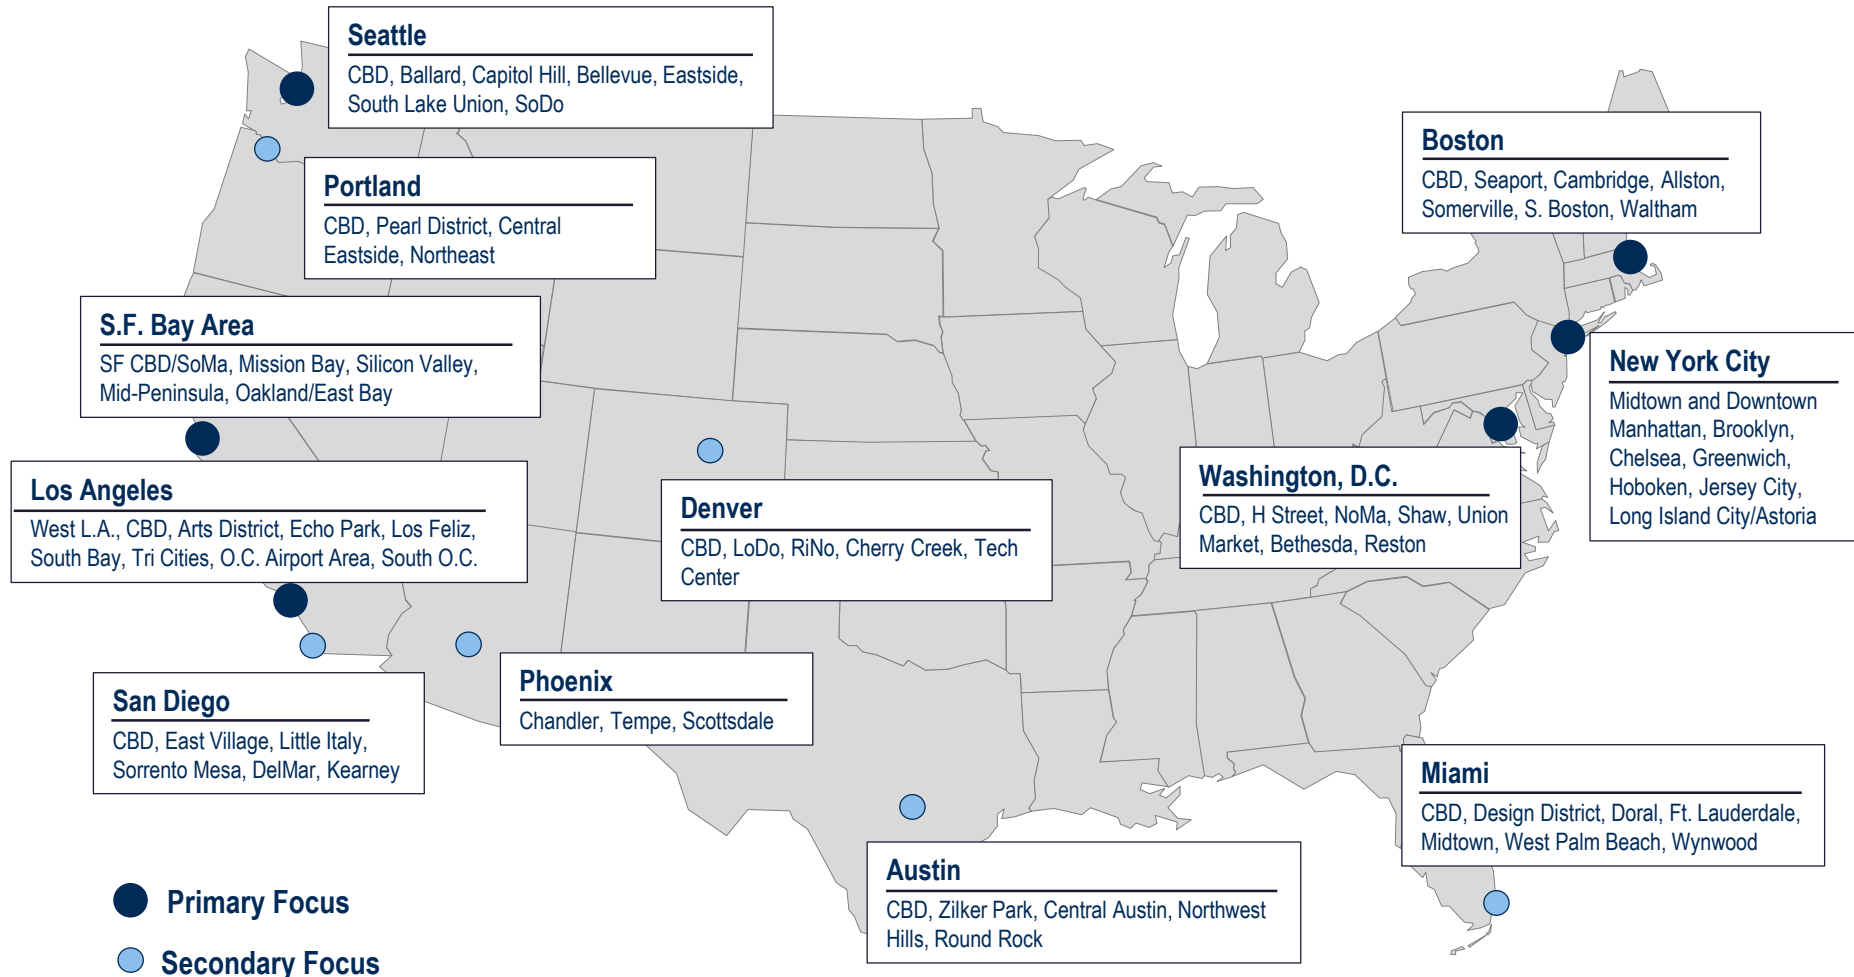 Seattle
CBD, Ballard, Capitol Hill, Bellevue, Eastside,
South Lake Union, SoDo
Portland
CBD, Pearl District, Central
Eastside, Northeast
S.F. Bay Area
SF CBD/SoMa, Mission Bay, Silicon Valley,
Mid-Peninsula, Oakland/East Bay
Los Angeles
West L.A., CBD, Arts District, Echo Park, Los Feliz,
South Bay, Tri Cities, O.C. Airport Area, South O.C.
San Diego
CBD, East Village, Little Italy,
Sorrento Mesa, DelMar, Kearney
Phoenix
Chandler, Tempe, Scottsdale
Denver
CBD, LoDo, RiNo, Cherry Creek, Tech
Center
Austin
CBD, Zilker Park, Central Austin, Northwest
Hills, Round Rock
Boston
CBD, Seaport, Cambridge, Allston,
Somerville, S. Boston, Waltham
New York City
Midtown and Downtown
Manhattan, Brooklyn,
Chelsea, Greenwich,
Hoboken, Jersey City,
Long Island City/Astoria
Washington, D.C.
CBD, H Street, NoMa, Shaw, Union
Market, Bethesda, Reston
Miami
CBD, Design District, Doral, Ft. Lauderdale,
Midtown, West Palm Beach, Wynwood
Primary Focus
Secondary Focus